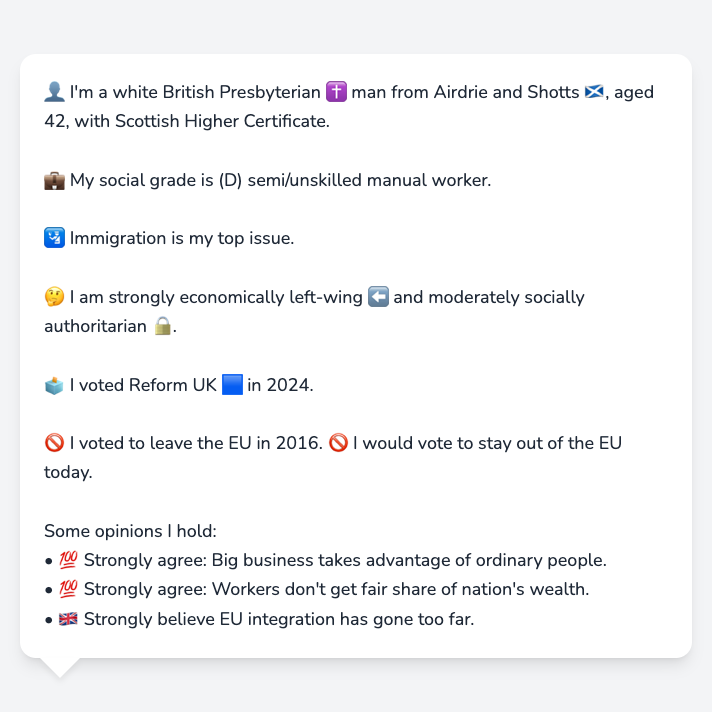 👤 I'm a white British Presbyterian ✝️ man from Airdrie and Shotts 🏴󠁧󠁢󠁳󠁣󠁴󠁿, aged
42, with Scottish Higher Certificate.
💼 My social grade is (D) semi/unskilled manual worker.
🛂 Immigration is my top issue.
🤔 I am strongly economically left-wing ⬅️ and moderately socially
authoritarian 🔒.
🗳️ I voted Reform UK 🟦 in 2024.
🚫 I voted to leave the EU in 2016. 🚫 I would vote to stay out of the EU
today.
Some opinions I hold:
• 💯 Strongly agree: Big business takes advantage of ordinary people.
• 💯 Strongly agree: Workers don't get fair share of nation's wealth.
• 🇬🇧 Strongly believe EU integration has gone too far.